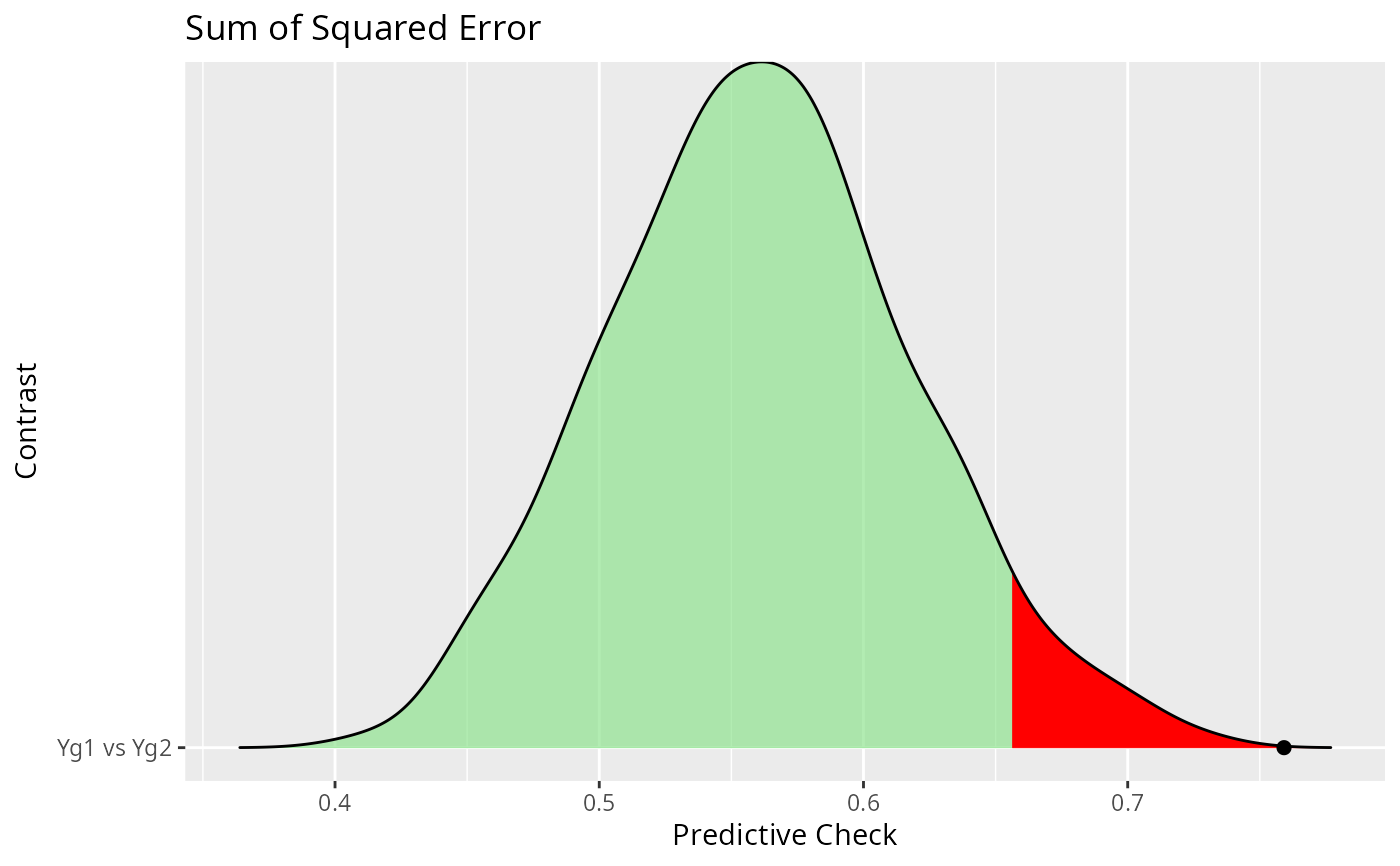 Sum of Squared Error
Contrast
Yg1 vs Yg2
0.4 0.5 0.6 0.7
Predictive Check